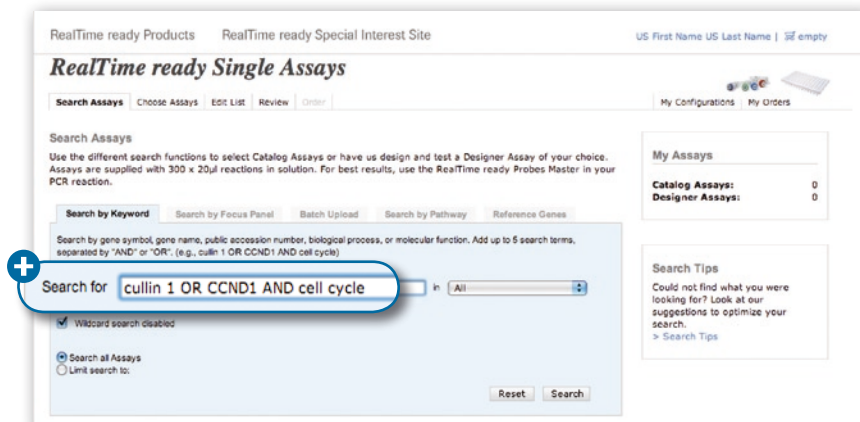 RealTime ready Products RealTime ready Special Interest Site
US First Name US Last Name | empty
RealTime ready Single Assays
Search Assays Choose Assays Edit List Review Order
My Configurations My Orders
Search Assays
Use the different search functions to select Catalog Assays or have us design and test a Designer Assay of your choice.
Assays are supplied with 300 x 20µl reactions in solution. For best results, use the RealTime ready Probes Master in your
PCR reaction.
My Assays
Catalog Assays: 0
Designer Assays: 0
Search by Keyword Search by Focus Panel Batch Upload Search by Pathway Reference Genes
Search by gene symbol, gene name, public accession number, biological process, or molecular function. Add up to 5 search terms,
separated by "AND" or "OR". (e.g., cullin 1 OR CCND1 AND cell cycle)
Search for cullin 1 OR CCND1 AND cell cycle in All
Wildcard search disabled
Search all Assays
Limit search to:
Reset Search
Search Tips
Could not find what you were
looking for? Look at our
suggestions to optimize your
search.
> Search Tips